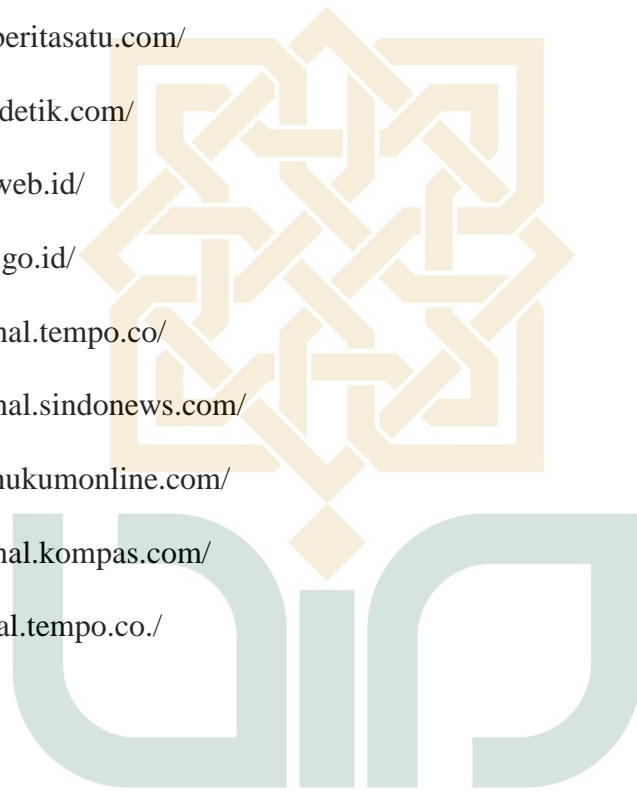 beritasatu.com/
detik.com/
web.id/
go.id/
nal.tempo.co/
nal.sindonews.com/
hukumonline.com/
nal.kompas.com/
al.tempo.co./